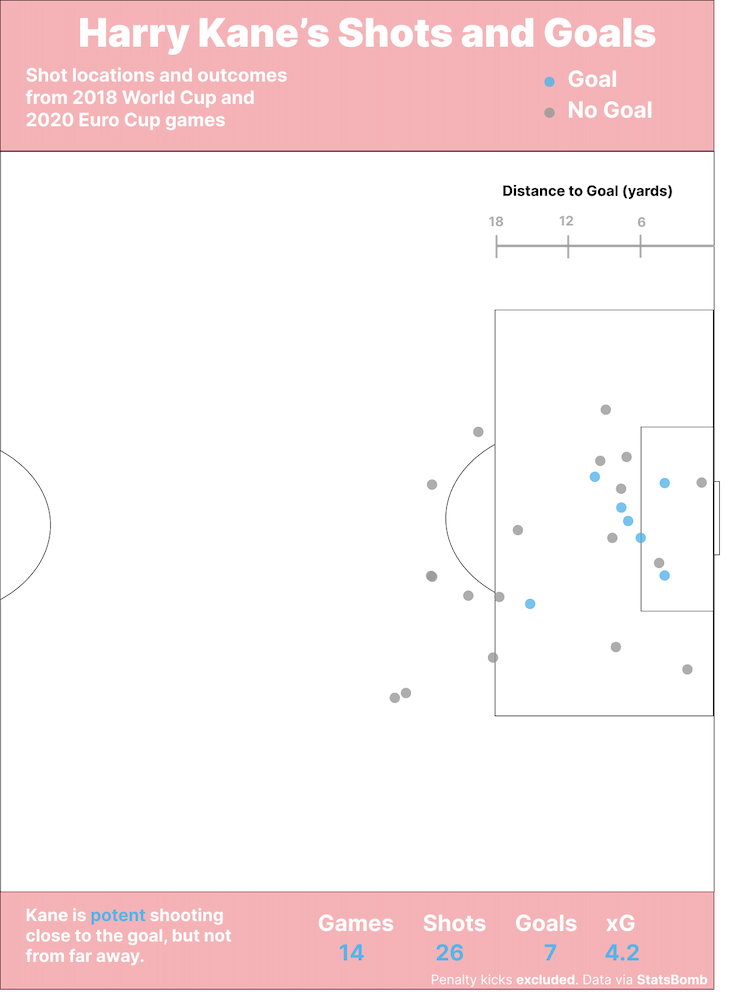 Harry Kane’s Shots and Goals
Shot locations and outcomes
from 2018 World Cup and
2020 Euro Cup games
Goal
No Goal
Distance to Goal (yards)
18 12 6
Kane is potent shooting
close to the goal, but not
from far away.
Games Shots Goals xG
14 26 7 4.2
Penalty kicks excluded. Data via StatsBomb